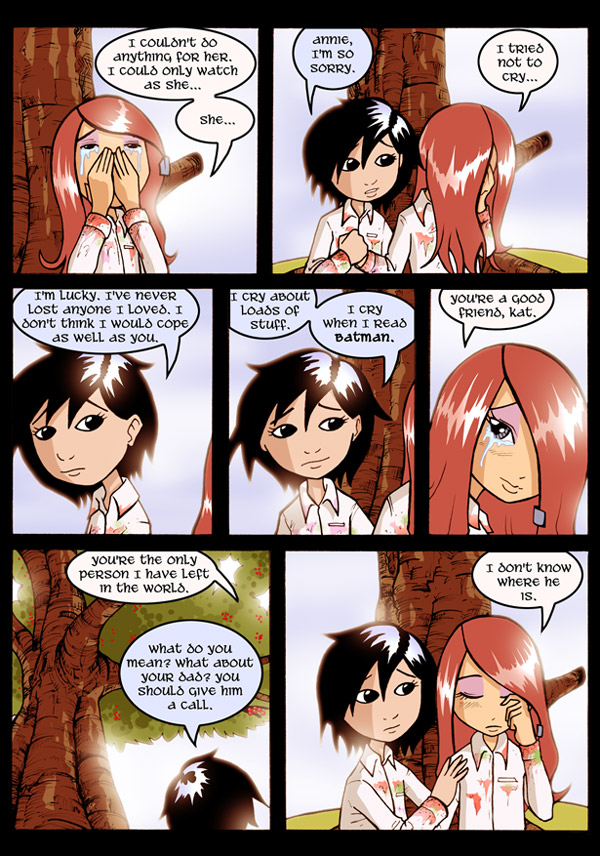 I couldn't do
anything for her.
I could only watch
as she...
she...
annie,
I'm so
sorry.
I tried
not to
cry...
I'm lucky. I've never
lost anyone I loved. I
don't think I would cope
as well as you.
I cry about
loads of
stuff.
I cry
when I read
Batman.
you're a good
friend, Kat.
you're the only
person I have left
in the world.
what do you
mean? what about
your dad? you
should give him
a call.
I don't know
where he
is.